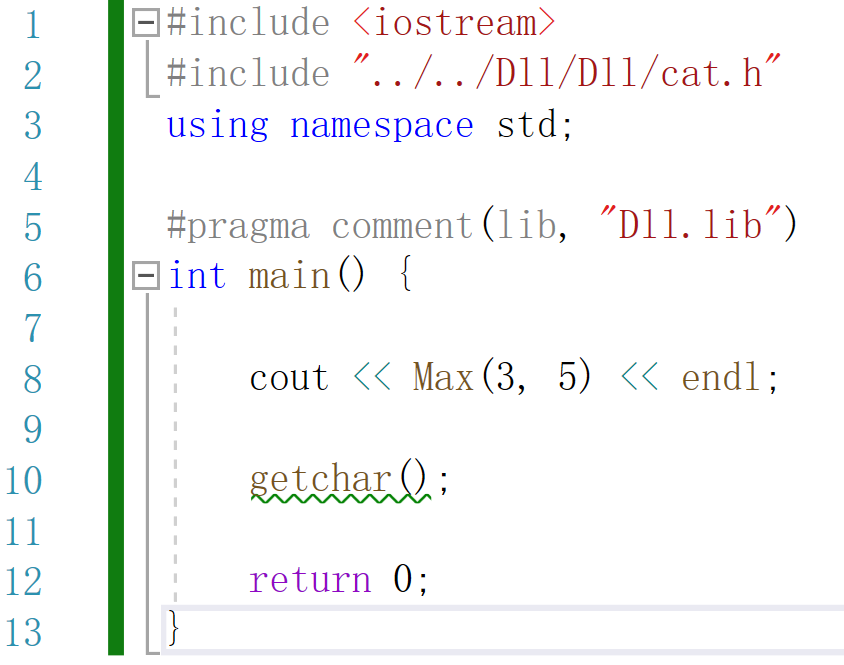 1 #include <iostream>
2 #include "../../Dll/Dll/cat.h"
3 using namespace std;
4
5 #pragma comment(lib, "Dll.lib")
6 int main() {
7
8 cout << Max(3, 5) << endl;
9
10 getchar();
11
12 return 0;
13 }